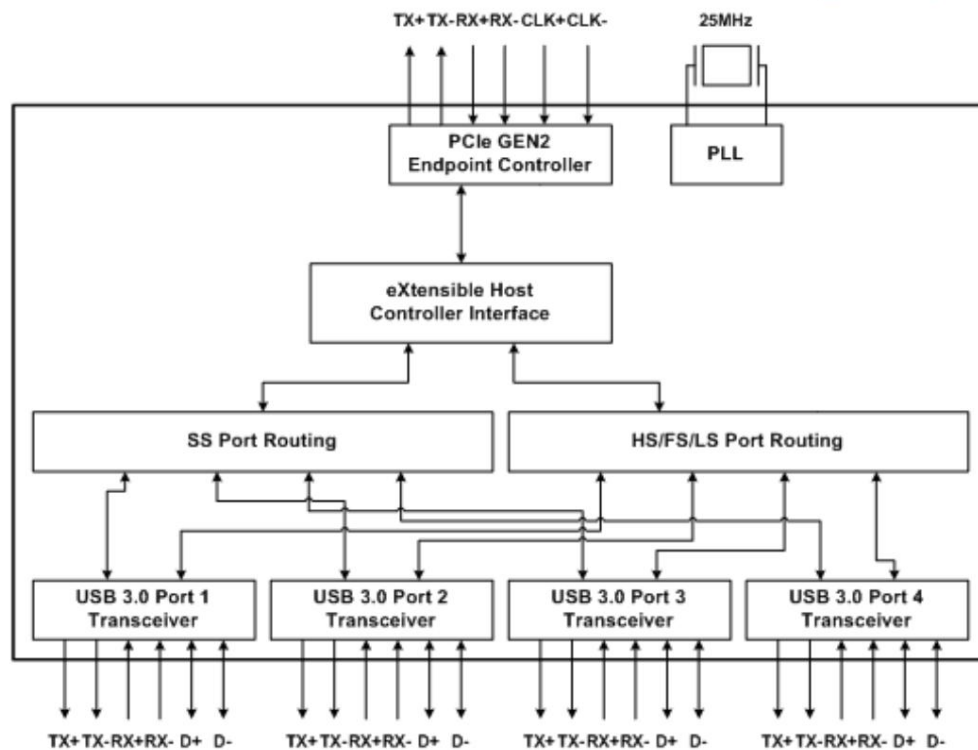 TX+ TX- RX+ RX- CLK+ CLK-
25MHz
PCIe GEN2
Endpoint Controller
PLL
eXtensible Host
Controller Interface
SS Port Routing
HS/FS/LS Port Routing
USB 3.0 Port 1
Transceiver
USB 3.0 Port 2
Transceiver
USB 3.0 Port 3
Transceiver
USB 3.0 Port 4
Transceiver
TX+ TX- RX+ RX- D+ D-
TX+ TX- RX+ RX- D+ D-
TX+ TX- RX+ RX- D+ D-
TX+ TX- RX+ RX- D+ D-